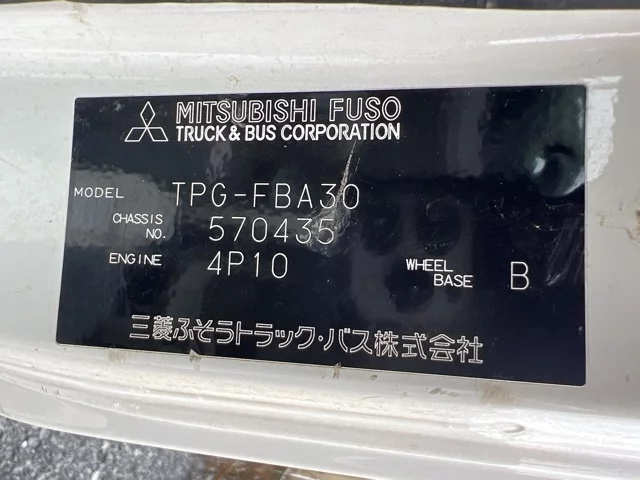 MITSUBISHI FUSO
TRUCK & BUS CORPORATION
MODEL TPG-FBA30
CHASSIS NO. 570435
ENGINE 4P10 WHEEL BASE B
三菱ふそうトラック・バス株式会社